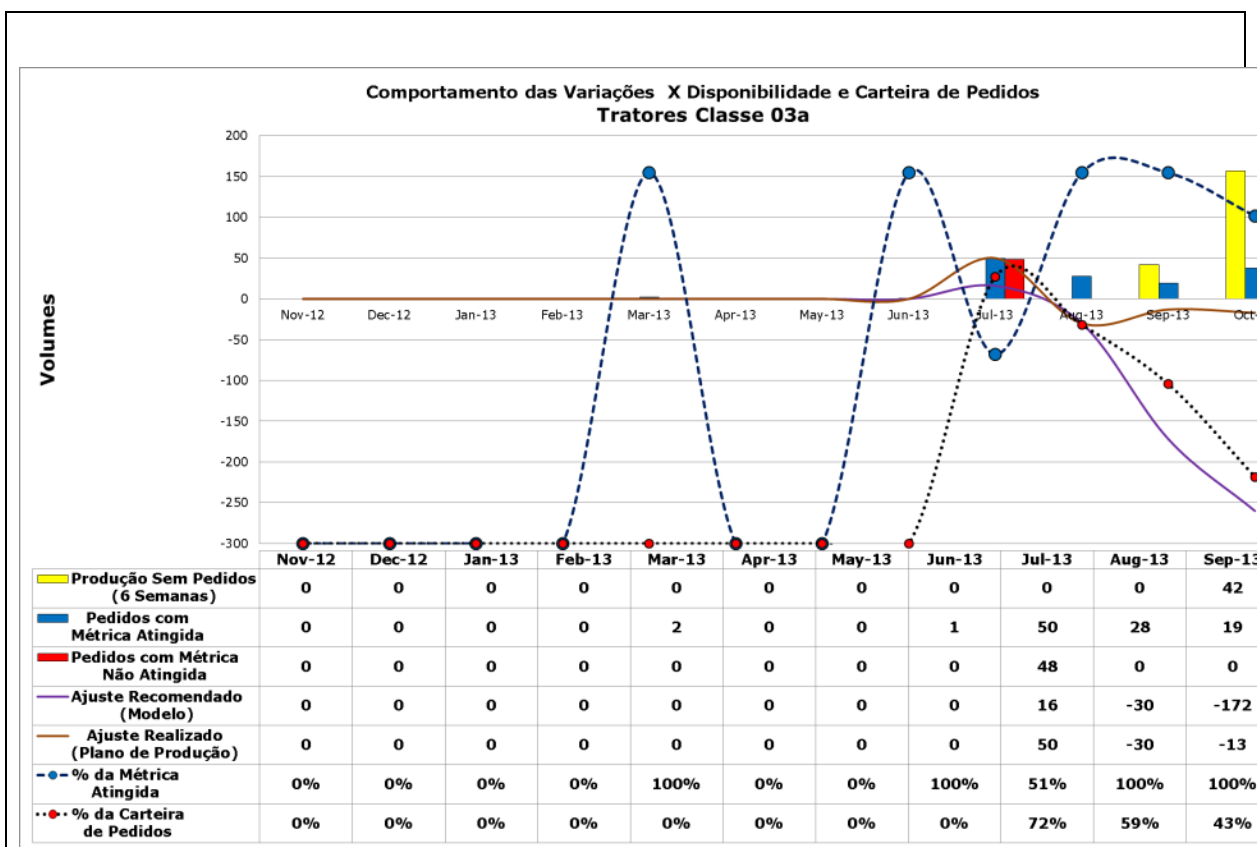 Comportamento das Variações X Disponibilidade e Carteira de Pedidos
Tratores Classe 03a
Volumes
200
150
100
50
0
-50
-100
-150
-200
-250
-300
Nov-12 Dec-12 Jan-13 Feb-13 Mar-13 Apr-13 May-13 Jun-13 Jul-13 Aug-13 Sep-13 Oct-
Nov-12 Dec-12 Jan-13 Feb-13 Mar-13 Apr-13 May-13 Jun-13 Jul-13 Aug-13 Sep-13
Produção Sem Pedidos
(6 Semanas)
0 0 0 0 0 0 0 0 0 0 42
Pedidos com
Métrica Atingida
0 0 0 0 2 0 0 1 50 28 19
Pedidos com Métrica
Não Atingida
0 0 0 0 0 0 0 0 48 0 0
Ajuste Recomendado
(Modelo)
0 0 0 0 0 0 0 0 16 -30 -172
Ajuste Realizado
(Plano de Produção)
0 0 0 0 0 0 0 0 50 -30 -13
% da Métrica
Atingida
0% 0% 0% 0% 100% 0% 0% 100% 51% 100% 100%
% da Carteira
de Pedidos
0% 0% 0% 0% 0% 0% 0% 0% 72% 59% 43%